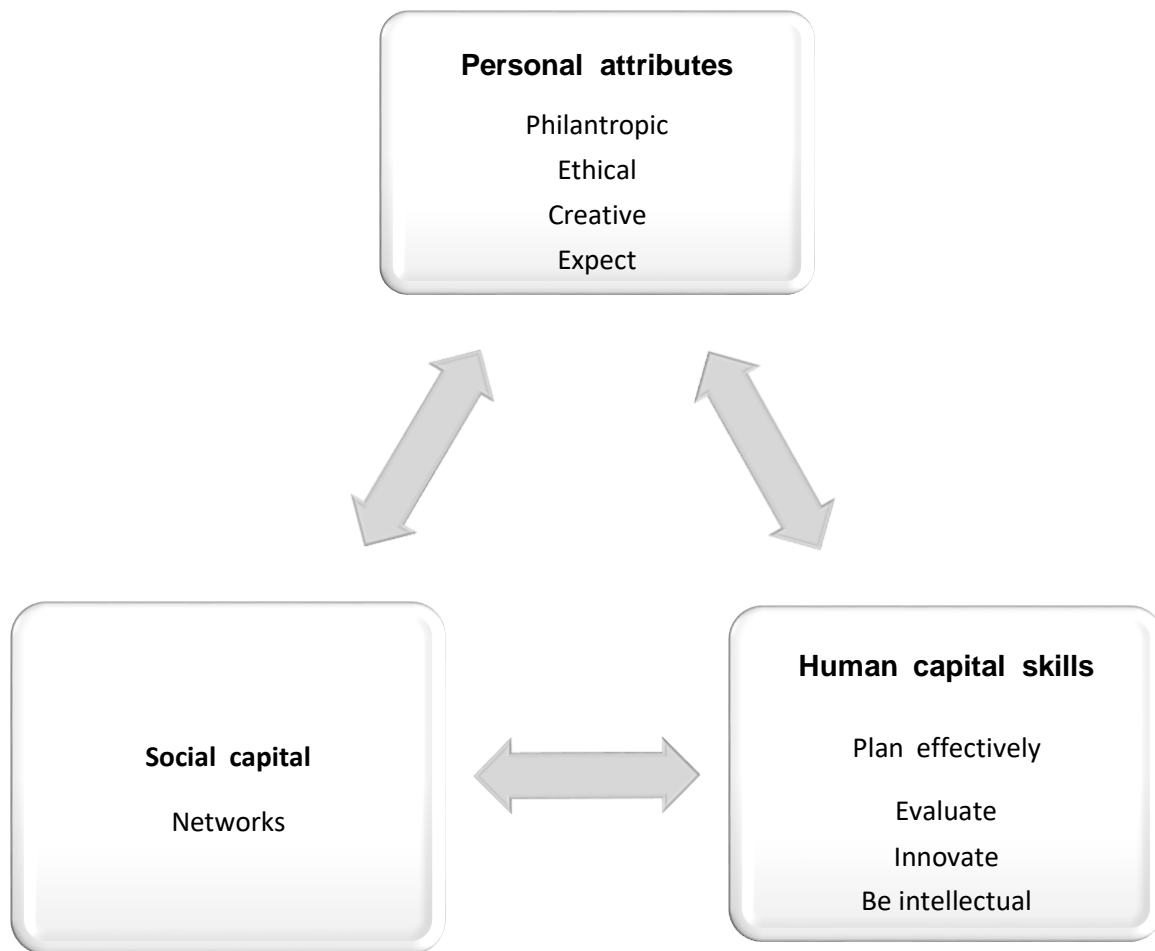 Personal attributes
Philantropic
Ethical
Creative
Expect
Social capital
Networks
Human capital skills
Plan effectively
Evaluate
Innovate
Be intellectual